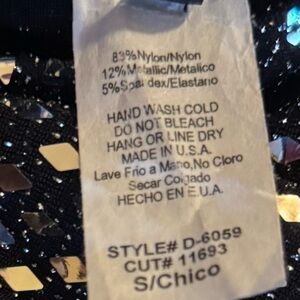 83%Nylon/Nylon
12%Metallic/Metalico
5%Spandex/Elastano
HAND WASH COLD
DO NOT BLEACH
HANG OR LINE DRY
MADE IN U.S.A.
Lave Frio a Mano,No Cloro
Secar Colgado
HECHO EN E.U.A.
STYLE# D-6059
CUT# 11693
S/Chico